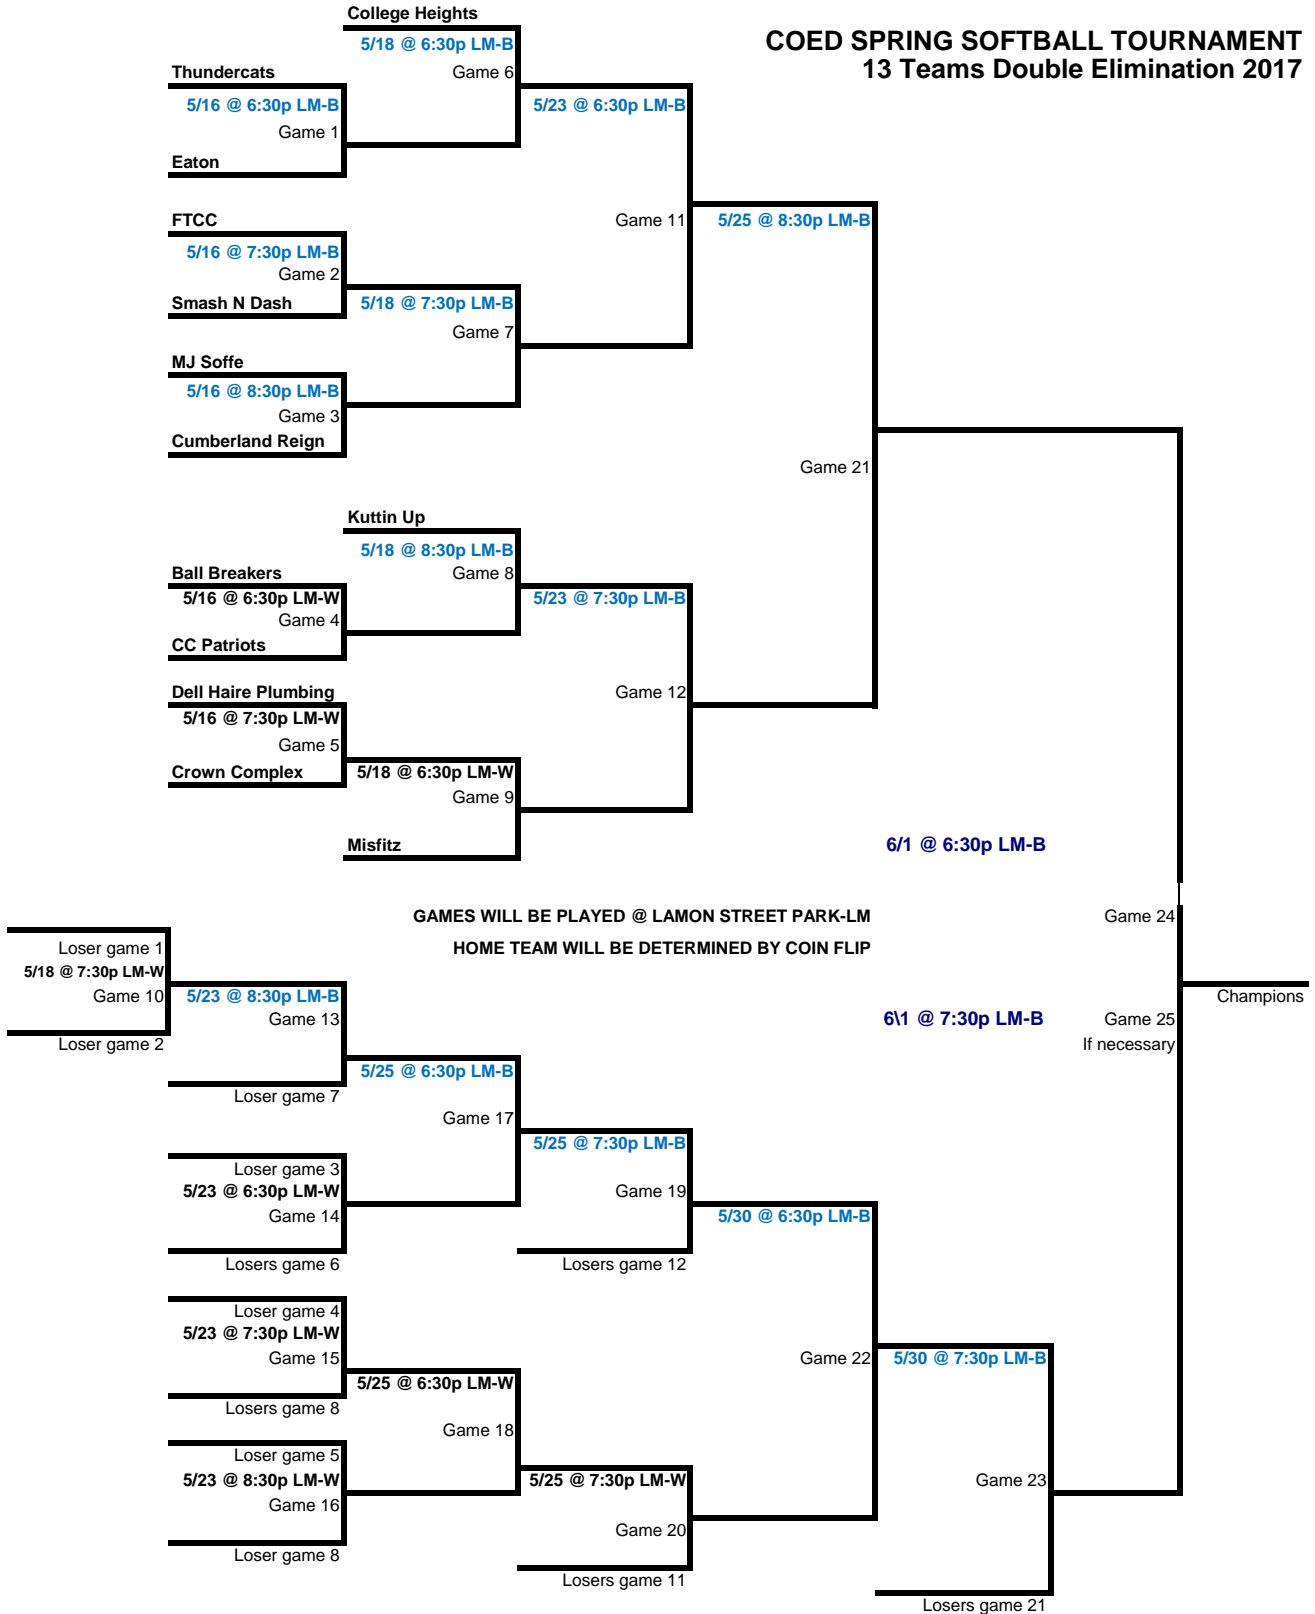 College Heights
COED SPRING SOFTBALL TOURNAMENT
13 Teams Double Elimination 2017
5/18 @ 6:30p LM-B
Game 6
Thundercats
5/16 @ 6:30p LM-B
Game 1
Eaton
5/23 @ 6:30p LM-B
Game 11
FTCC
5/16 @ 7:30p LM-B
Game 2
Smash N Dash
5/18 @ 7:30p LM-B
Game 7
MJ Soffe
5/16 @ 8:30p LM-B
Game 3
Cumberland Reign
5/25 @ 8:30p LM-B
Game 21
Kuttin Up
5/18 @ 8:30p LM-B
Game 8
Ball Breakers
5/16 @ 6:30p LM-W
Game 4
CC Patriots
5/23 @ 7:30p LM-B
Game 12
Dell Haire Plumbing
5/16 @ 7:30p LM-W
Game 5
Crown Complex
5/18 @ 6:30p LM-W
Game 9
Misfitz
6/1 @ 6:30p LM-B
GAMES WILL BE PLAYED @ LAMON STREET PARK-LM
Game 24
HOME TEAM WILL BE DETERMINED BY COIN FLIP
Loser game 1
5/18 @ 7:30p LM-W
Game 10
Loser game 2
5/23 @ 8:30p LM-B
Game 13
Loser game 7
Champions
6\1 @ 7:30p LM-B
Game 25
If necessary
5/25 @ 6:30p LM-B
Game 17
Loser game 3
5/23 @ 6:30p LM-W
Game 14
Losers game 6
5/25 @ 7:30p LM-B
Game 19
Losers game 12
5/30 @ 6:30p LM-B
Game 22
Loser game 4
5/23 @ 7:30p LM-W
Game 15
Losers game 8
5/25 @ 6:30p LM-W
Game 18
Loser game 5
5/23 @ 8:30p LM-W
Game 16
Loser game 8
5/25 @ 7:30p LM-W
Game 20
Losers game 11
5/30 @ 7:30p LM-B
Game 23
Losers game 21